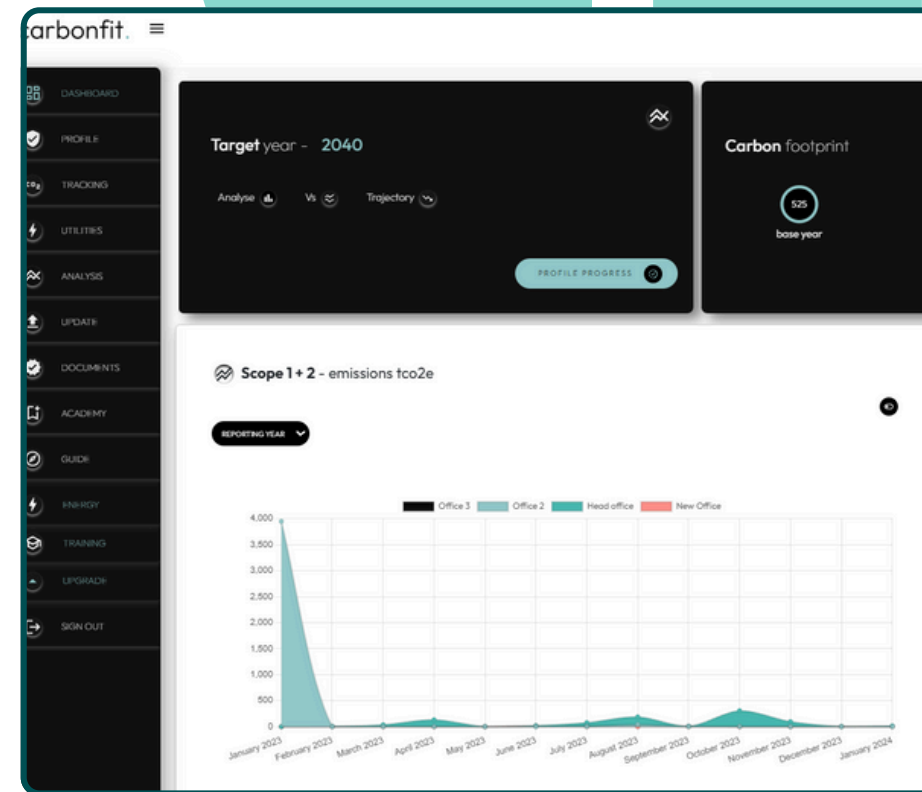 carbonfit.
DASHBOARD
PROFILE
CO2 TRACKING
UTILITIES
ANALYSIS
UPDATE
DOCUMENTS
ACADEMY
GUIDE
ENERGY
TRAINING
UPGRADE
SIGN OUT
Target year - 2040
Analyse Vs Trajectory
PROFILE PROGRESS
Carbon footprint
525
base year
Scope 1 + 2 - emissions tco2e
REPORTING YEAR
Office 3 Office 2 Head office New Office
4,000
3,500
3,000
2,500
2,000
1,500
1,000
500
0
January 2023 February 2023 March 2023 April 2023 May 2023 June 2023 July 2023 August 2023 September 2023 October 2023 November 2023 December 2023 January 2024